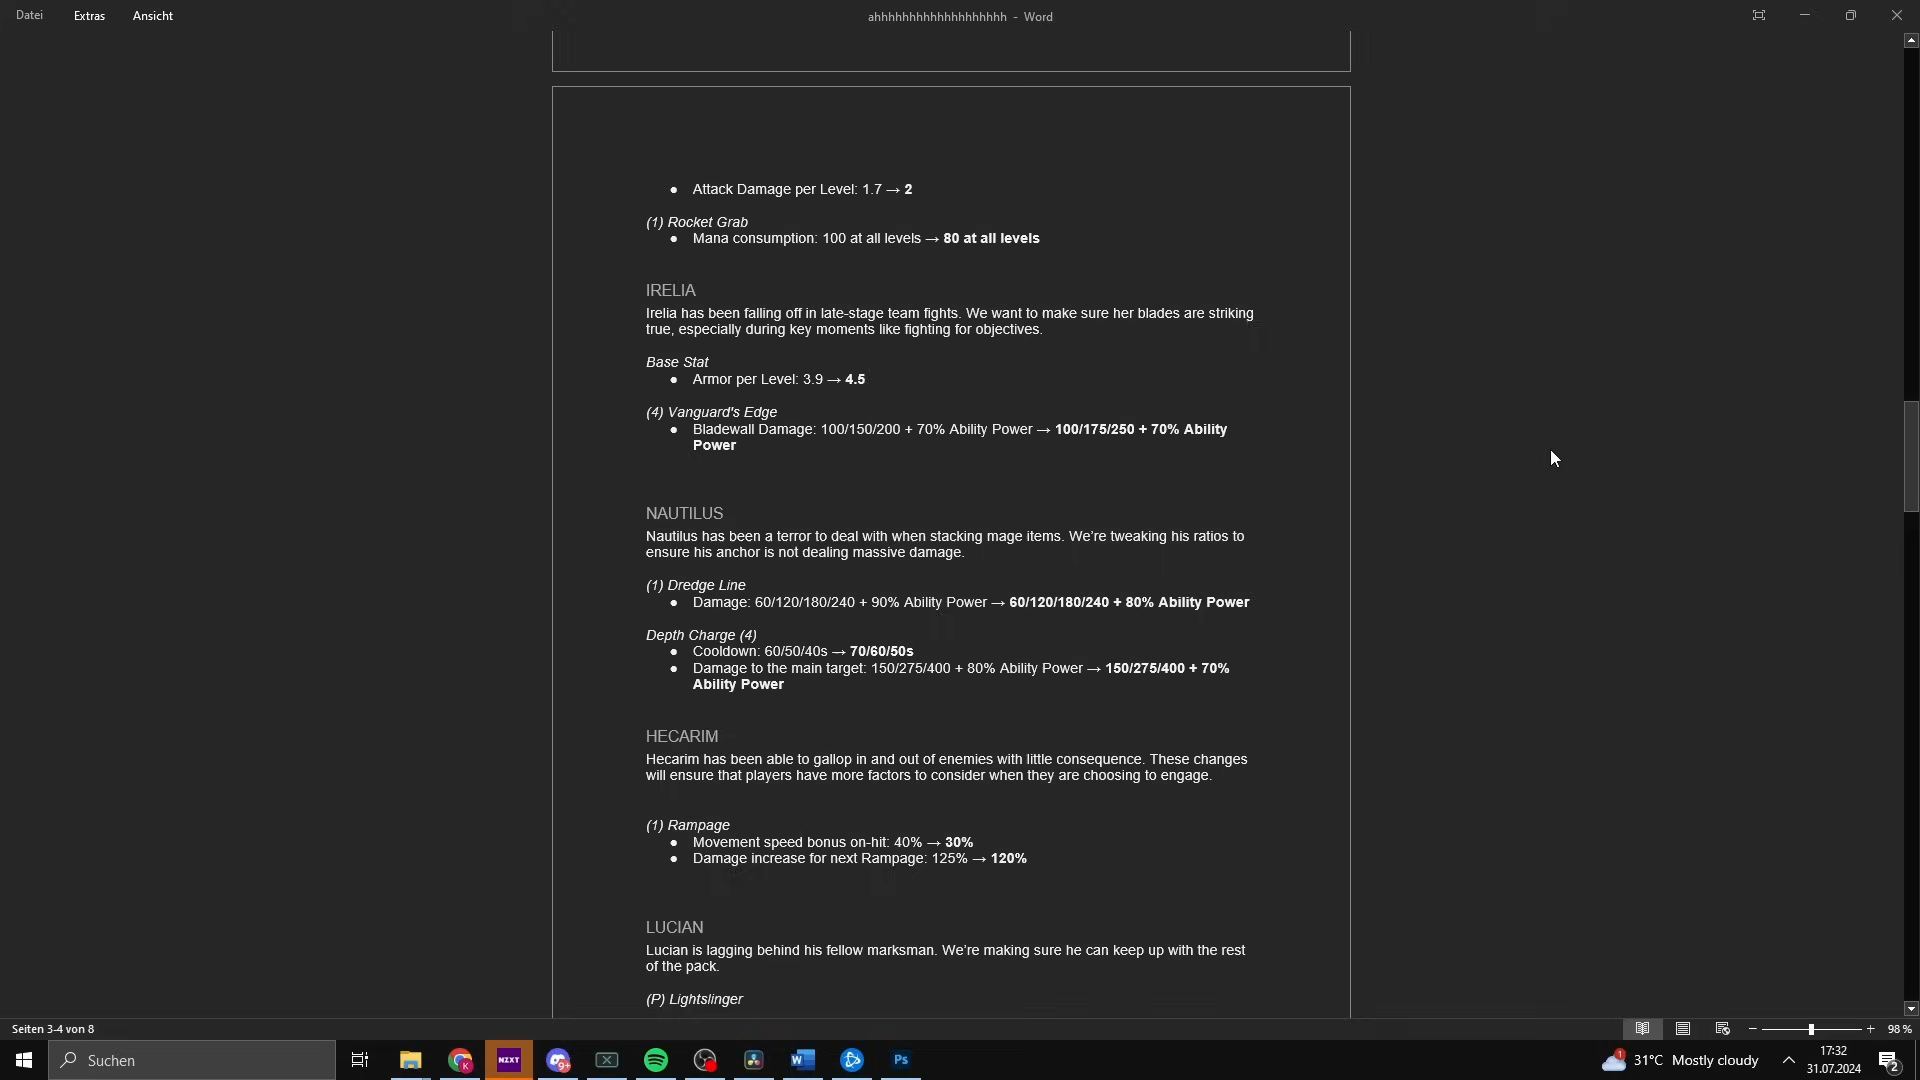 Datei Extras Ansicht
ahhhhhhhhhhhhhhhhhhh - Word
• Attack Damage per Level: 1.7 → 2
(1) Rocket Grab
• Mana consumption: 100 at all levels → 80 at all levels
IRELIA
Irelia has been falling off in late-stage team fights. We want to make sure her blades are striking
true, especially during key moments like fighting for objectives.
Base Stat
• Armor per Level: 3.9 → 4.5
(4) Vanguard's Edge
• Bladewall Damage: 100/150/200 + 70% Ability Power → 100/175/250 + 70% Ability
Power
NAUTILUS
Nautilus has been a terror to deal with when stacking mage items. We're tweaking his ratios to
ensure his anchor is not dealing massive damage.
(1) Dredge Line
• Damage: 60/120/180/240 + 90% Ability Power → 60/120/180/240 + 80% Ability Power
Depth Charge (4)
• Cooldown: 60/50/40s → 70/60/50s
• Damage to the main target: 150/275/400 + 80% Ability Power → 150/275/400 + 70%
Ability Power
HECARIM
Hecarim has been able to gallop in and out of enemies with little consequence. These changes
will ensure that players have more factors to consider when they are choosing to engage.
(1) Rampage
• Movement speed bonus on-hit: 40% → 30%
• Damage increase for next Rampage: 125% → 120%
LUCIAN
Lucian is lagging behind his fellow marksman. We're making sure he can keep up with the rest
of the pack.
(P) Lightslinger
Seiten 3-4 von 8
98 %
Suchen
K
NZXT
9+
W
Ps
1
31°C Mostly cloudy
17:32
31.07.2024
2